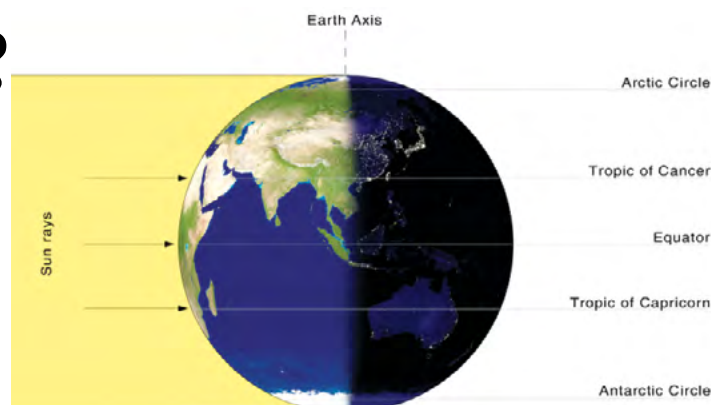 Earth Axis
Arctic Circle
Tropic of Cancer
Sun rays
Equator
Tropic of Capricorn
Antarctic Circle